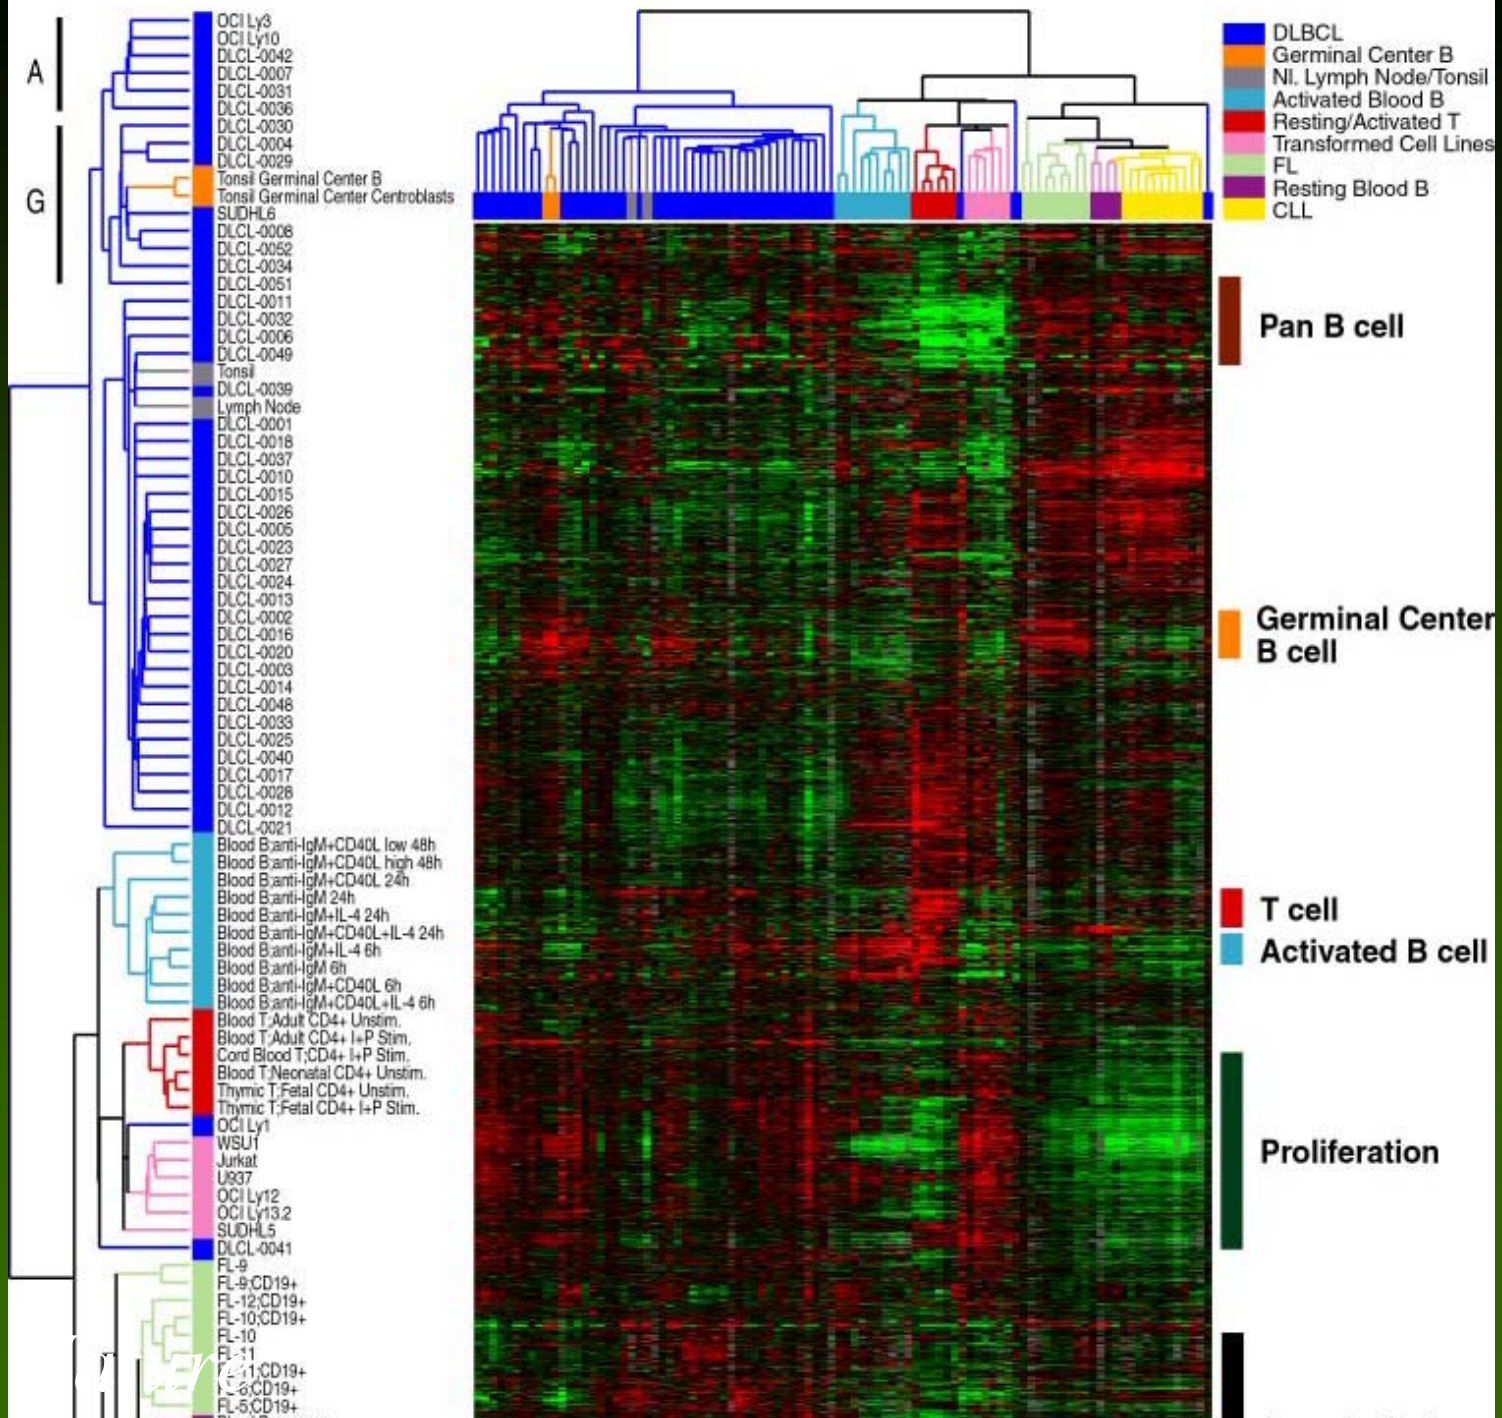 A
G
OCI Ly3
OCI Ly10
DLCL-0042
DLCL-0007
DLCL-0031
DLCL-0036
DLCL-0030
DLCL-0004
DLCL-0029
Tonsil Germinal Center B
Tonsil Germinal Center Centroblasts
SUDHL6
DLCL-0008
DLCL-0052
DLCL-0034
DLCL-0051
DLCL-0011
DLCL-0032
DLCL-0006
DLCL-0049
Tonsil
DLCL-0039
Lymph Node
DLCL-0001
DLCL-0018
DLCL-0037
DLCL-0010
DLCL-0015
DLCL-0026
DLCL-0005
DLCL-0023
DLCL-0027
DLCL-0024
DLCL-0013
DLCL-0002
DLCL-0016
DLCL-0020
DLCL-0003
DLCL-0014
DLCL-0048
DLCL-0033
DLCL-0025
DLCL-0040
DLCL-0017
DLCL-0028
DLCL-0012
DLCL-0021
Blood B;anti-IgM+CD40L low 48h
Blood B;anti-IgM+CD40L high 48h
Blood B;anti-IgM+CD40L 24h
Blood B;anti-IgM 24h
Blood B;anti-IgM+IL-4 24h
Blood B;anti-IgM+CD40L+IL-4 24h
Blood B;anti-IgM+IL-4 6h
Blood B;anti-IgM 6h
Blood B;anti-IgM+CD40L 6h
Blood B;anti-IgM+CD40L+IL-4 6h
Blood T;Adult CD4+ Unstim.
Blood T;Adult CD4+ I+P Stim.
Cord Blood T;CD4+ I+P Stim.
Blood T;Neonatal CD4+ Unstim.
Thymic T;Fetal CD4+ Unstim.
Thymic T;Fetal CD4+ I+P Stim.
OCI Ly1
WSU1
Jurkat
U937
OCI Ly12
OCI Ly13.2
SUDHL5
DLCL-0041
FL-9
FL-9;CD19+
FL-12;CD19+
FL-10;CD19+
FL-10
FL-11
;CD19+
;CD19+
FL-5;CD19+
DLBCL
Germinal Center B
Nl. Lymph Node/Tonsil
Activated Blood B
Resting/Activated T
Transformed Cell Lines
FL
Resting Blood B
CLL
Pan B cell
Germinal Center
B cell
T cell
Activated B cell
Proliferation